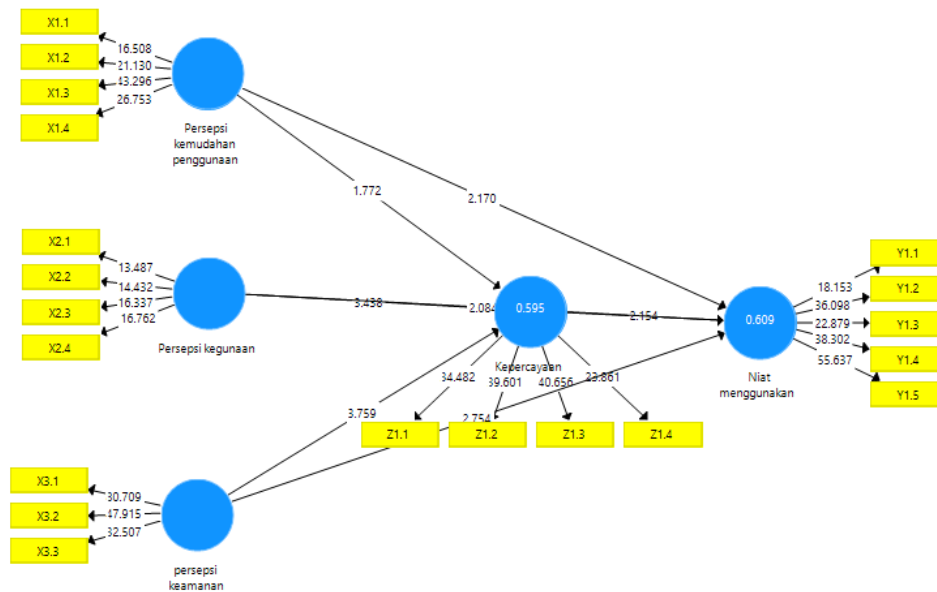 X1.1
X1.2
X1.3
X1.4
16.508
21.130
43.296
26.753
Persepsi
kemudahan
penggunaan
1.772
2.170
X2.1
X2.2
X2.3
X2.4
13.487
14.432
16.337
16.762
Persepsi kegunaan
3.438
2.084
0.595
Kepercayaan
2.154
0.609
Niat
menggunakan
18.153
36.098
22.879
38.302
55.637
Y1.1
Y1.2
Y1.3
Y1.4
Y1.5
34.482
39.601
40.656
23.861
Z1.1
Z1.2
Z1.3
Z1.4
3.759
2.754
X3.1
X3.2
X3.3
30.709
47.915
32.507
persepsi
keamanan